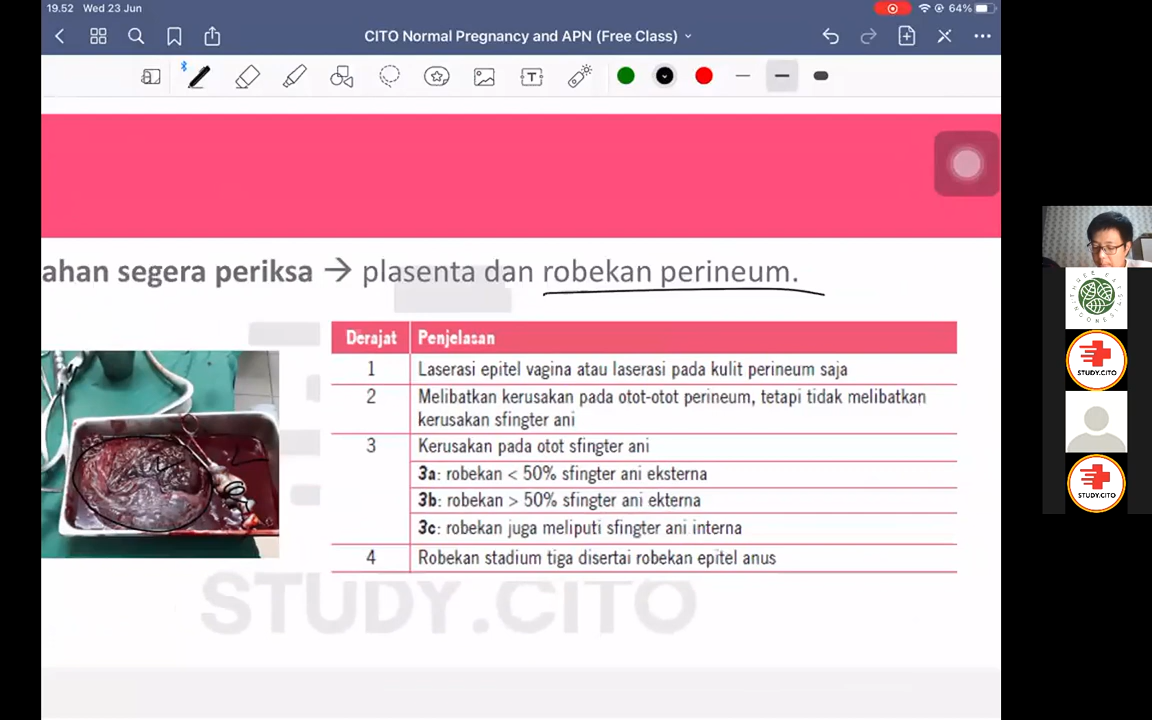 19.52 Wed 23 Jun
64%
CITO Normal Pregnancy and APN (Free Class)
T
ahan segera periksa → plasenta dan robekan perineum.
Derajat Penjelasan
1 Laserasi epitel vagina atau laserasi pada kulit perineum saja
2 Melibatkan kerusakan pada otot-otot perineum, tetapi tidak melibatkan
kerusakan sfingter ani
3 Kerusakan pada otot sfingter ani
3a: robekan < 50% sfingter ani eksterna
3b: robekan > 50% sfingter ani ekterna
3c: robekan juga meliputi sfingter ani interna
4 Robekan stadium tiga disertai robekan epitel anus
STUDY.CITO
STUDY.CITO
STUDY.CITO